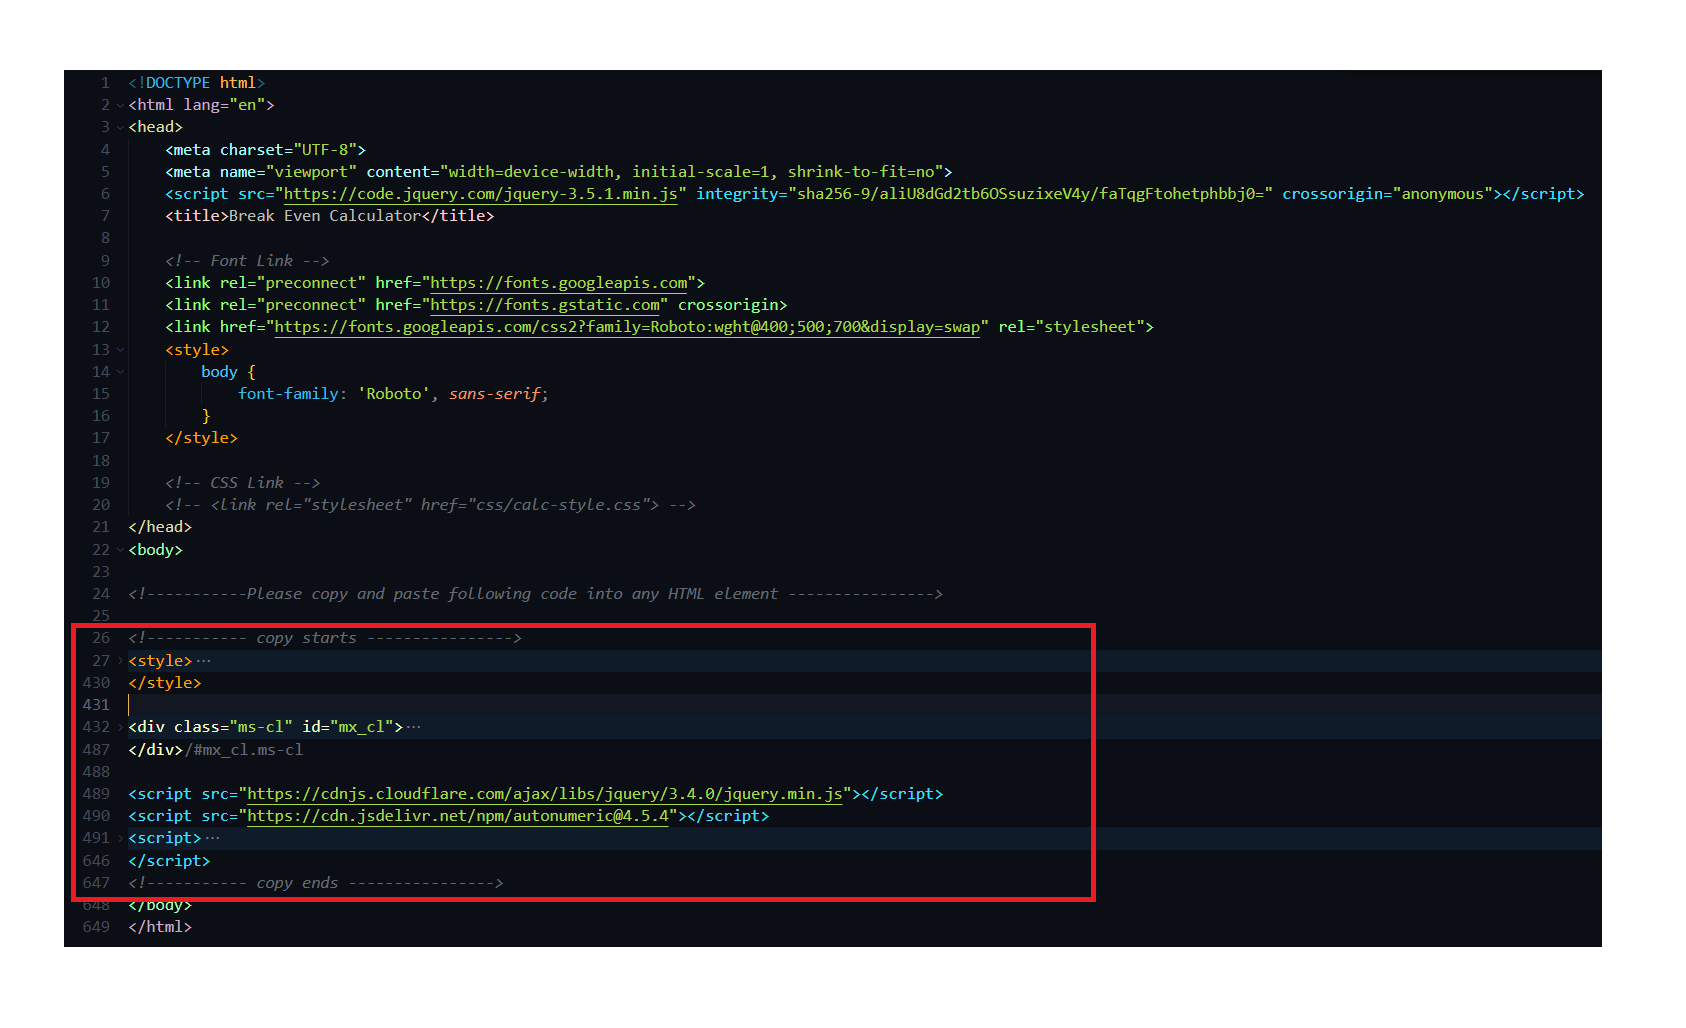 1 <!DOCTYPE html>
2 <html lang="en">
3 <head>
4 <meta charset="UTF-8">
5 <meta name="viewport" content="width=device-width, initial-scale=1, shrink-to-fit=no">
6 <script src="https://code.jquery.com/jquery-3.5.1.min.js" integrity="sha256-9/aliU8dGd2tb6OSsuzixeV4y/faTqgFtohetphbbj0=" crossorigin="anonymous"></script>
7 <title>Break Even Calculator</title>
8
9 <!-- Font Link -->
10 <link rel="preconnect" href="https://fonts.googleapis.com">
11 <link rel="preconnect" href="https://fonts.gstatic.com" crossorigin>
12 <link href="https://fonts.googleapis.com/css2?family=Roboto:wght@400;500;700&display=swap" rel="stylesheet">
13 <style>
14 body {
15 font-family: 'Roboto', sans-serif;
16 }
17 </style>
18
19 <!-- CSS Link -->
20 <!-- <link rel="stylesheet" href="css/calc-style.css"> -->
21 </head>
22 <body>
23
24 <!-----------Please copy and paste following code into any HTML element ---------------->
25
26 <!----------- copy starts ---------------->
27 <style>···
430 </style>
431
432 <div class="ms-cl" id="mx_cl">···
487 </div>/#mx_cl.ms-cl
488
489 <script src="https://cdnjs.cloudflare.com/ajax/libs/jquery/3.4.0/jquery.min.js"></script>
490 <script src="https://cdn.jsdelivr.net/npm/autonumeric@4.5.4"></script>
491 <script>···
646 </script>
647 <!----------- copy ends ---------------->
648 </body>
649 </html>